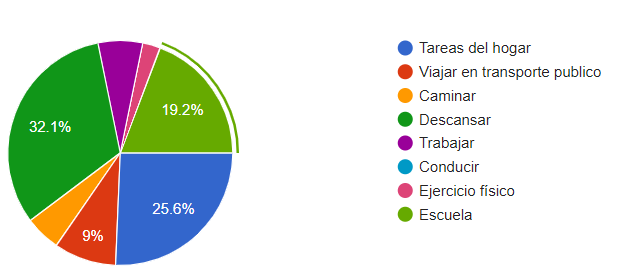 Tareas del hogar
Viajar en transporte publico
Caminar
Descansar
Trabajar
Conducir
Ejercicio físico
Escuela
19.2%
32.1%
25.6%
9%